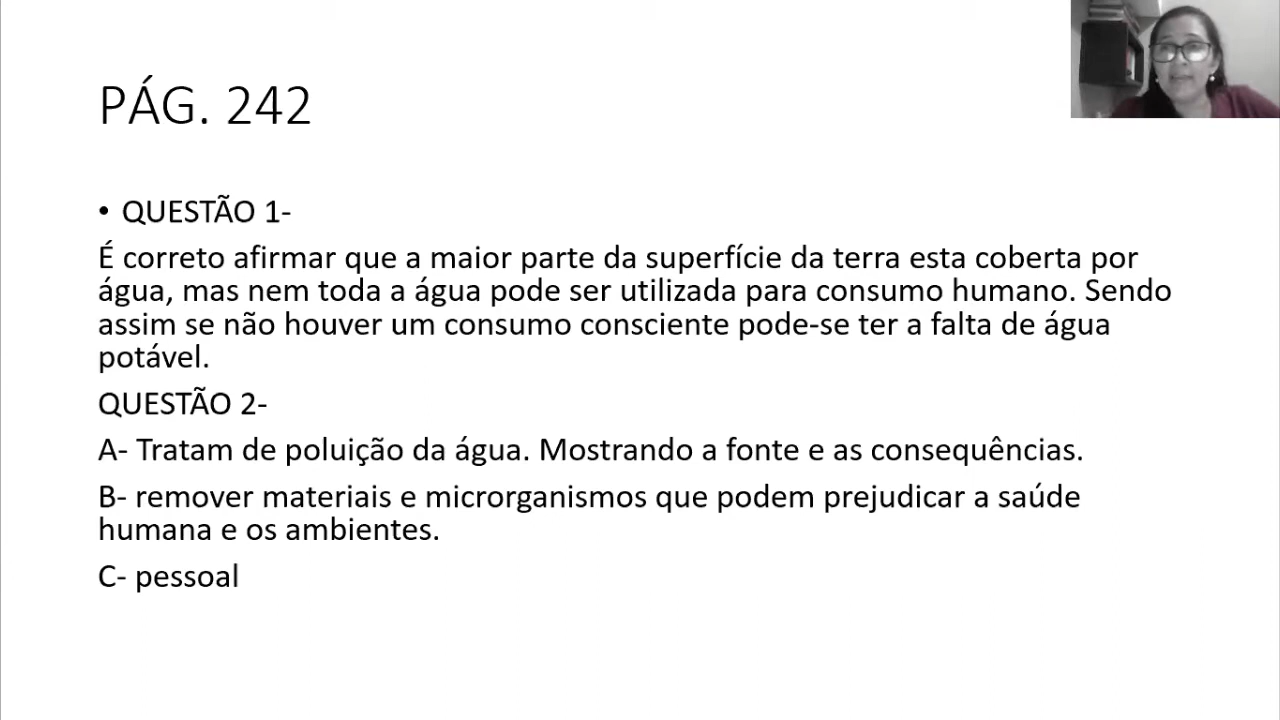 PÁG. 242
• QUESTÃO 1-
É correto afirmar que a maior parte da superfície da terra esta coberta por
água, mas nem toda a água pode ser utilizada para consumo humano. Sendo
assim se não houver um consumo consciente pode-se ter a falta de água
potável.
QUESTÃO 2-
A- Tratam de poluição da água. Mostrando a fonte e as consequências.
B- remover materiais e microrganismos que podem prejudicar a saúde
humana e os ambientes.
C- pessoal